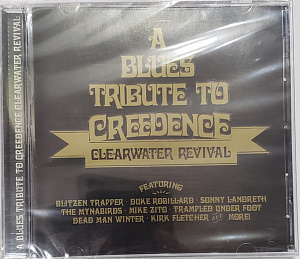 A BLUES TRIBUTE TO CREEDENCE CLEARWATER REVIVAL
A
BLUES
TRIBUTE TO
CREEDENCE
CLEARWATER REVIVAL
FEATURING
BLITZEN TRAPPER · DUKE ROBILLARD · SONNY LANDRETH
THE MYNABIRDS · MIKE ZITO · TRAMPLED UNDER FOOT
DEAD MAN WINTER · KIRK FLETCHER AND MORE!